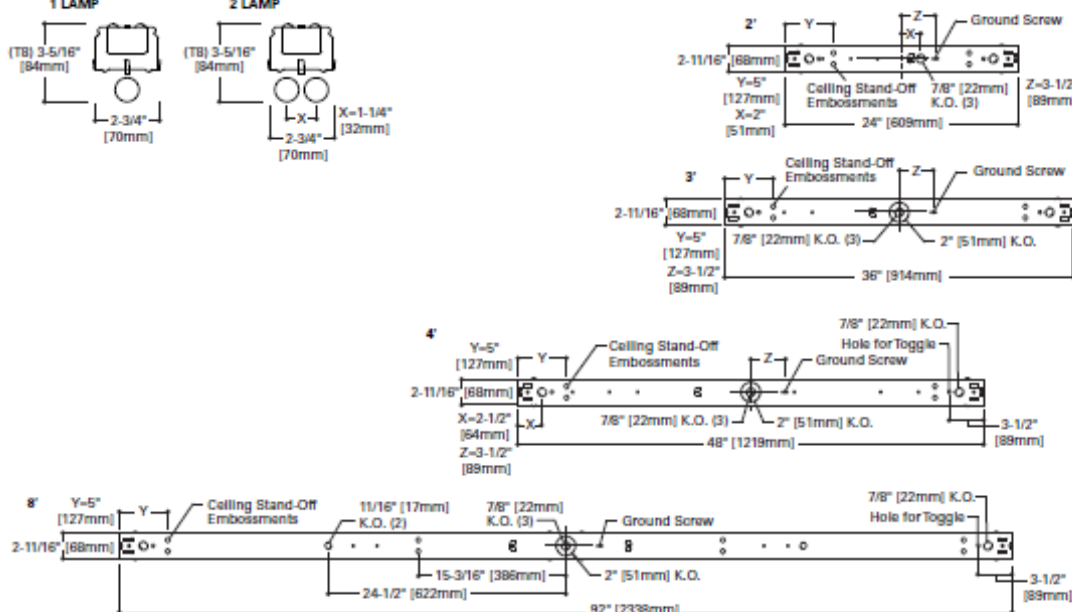 1 LAMP
(T8) 3-5/16"
[84mm]
2-3/4"
[70mm]
2 LAMP
(T8) 3-5/16"
[84mm]
X
X=1-1/4"
[32mm]
2-3/4"
[70mm]
2'
Y
Z
X
Ground Screw
2-11/16" [68mm]
Y=5"
[127mm]
X=2"
[51mm]
Ceiling Stand-Off
Embossments
7/8" [22mm]
K.O. (3)
Z=3-1/2
[89mm
24" [609mm]
3'
Y
Ceiling Stand-Off
Embossments
Z
Ground Screw
2-11/16" [68mm]
Y=5"
[127mm]
Z=3-1/2"
[89mm]
7/8" [22mm] K.O. (3)
2" [51mm] K.O.
36" [914mm]
4'
Y=5"
[127mm]
Y
Ceiling Stand-Off
Embossments
Z
Ground Screw
7/8" [22mm] K.O.
Hole for Toggle
2-11/16" [68mm]
X=2-1/2"
[64mm]
Z=3-1/2"
[89mm]
X
7/8" [22mm] K.O. (3)
2" [51mm] K.O.
48" [1219mm]
3-1/2"
[89mm]
8'
Y=5"
[127mm]
Y
Ceiling Stand-Off
Embossments
11/16" [17mm]
K.O. (2)
7/8" [22mm]
K.O. (3)
Ground Screw
7/8" [22mm] K.O.
Hole for Toggle
2-11/16" [68mm]
15-3/16" [386mm]
2" [51mm] K.O.
24-1/2" [622mm]
3-1/2"
[89mm]
92" [2338mm]